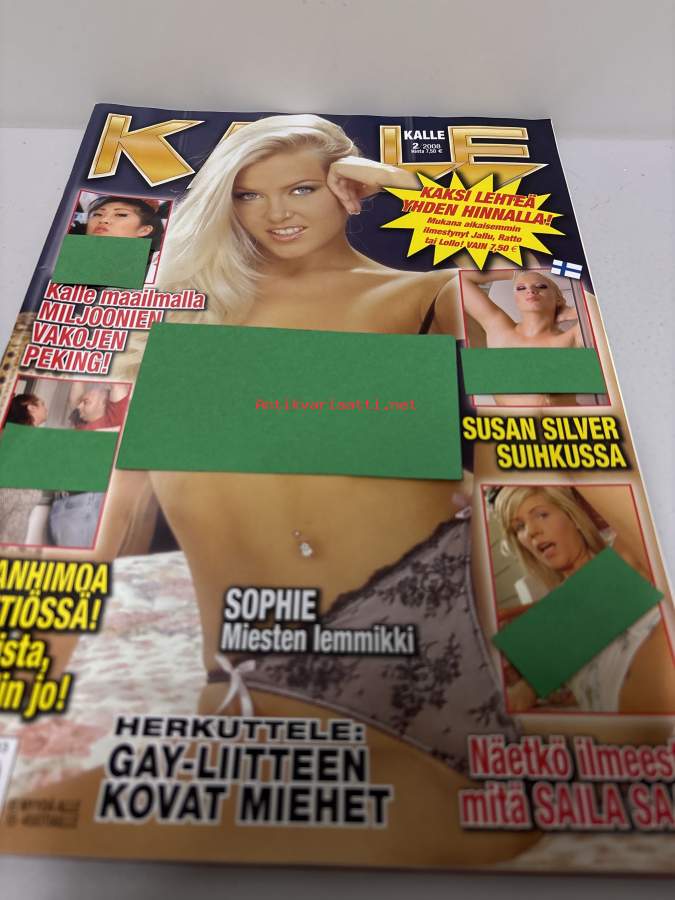 KALLE
KALLE
2 / 2008
Hinta 7,50 €
KAKSI LEHTEÄ
YHDEN HINNALLA!
Mukana aikaisemmin
ilmestynyt Jallu, Ratto
tai Lollo! VAIN 7,50 €
Kalle maailmalla
MILJOONIEN
VAKOJEN
PEKING!
Antikvariaatti.net
SUSAN SILVER
SUIHKUSSA
ANHIMOA
TIÖSSÄ!
ista,
in jo!
SOPHIE
Miesten lemmikki
HERKUTTELE:
GAY-LIITTEEN
KOVAT MIEHET
Näetkö ilmeest
mitä SAILA SA